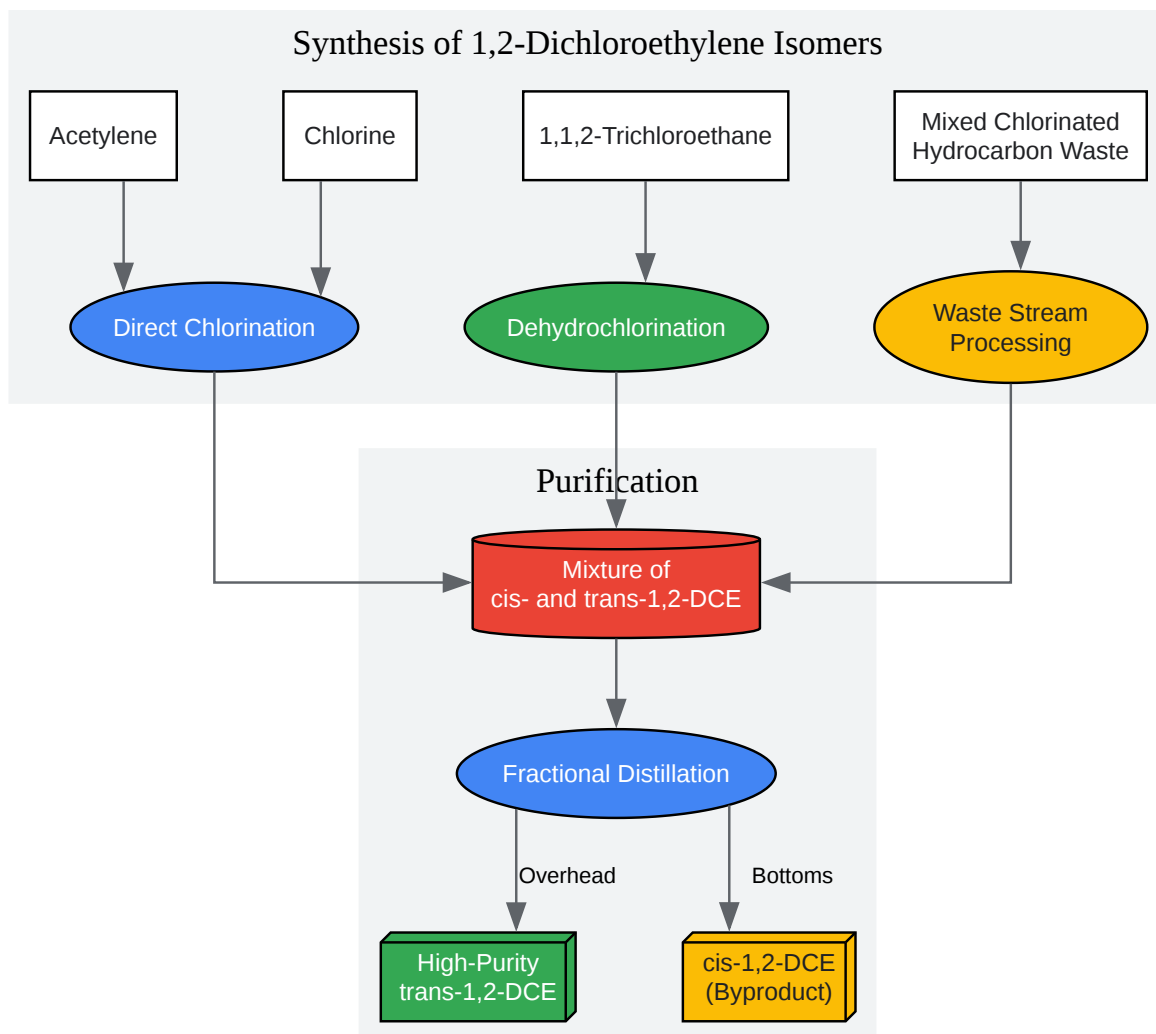 Synthesis of 1,2-Dichloroethylene Isomers
Acetylene
Chlorine
1,1,2-Trichloroethane
Mixed Chlorinated
Hydrocarbon Waste
Direct Chlorination
Dehydrochlorination
Waste Stream
Processing
Purification
Mixture of
cis- and trans-1,2-DCE
Fractional Distillation
Overhead
Bottoms
High-Purity
trans-1,2-DCE
cis-1,2-DCE
(Byproduct)